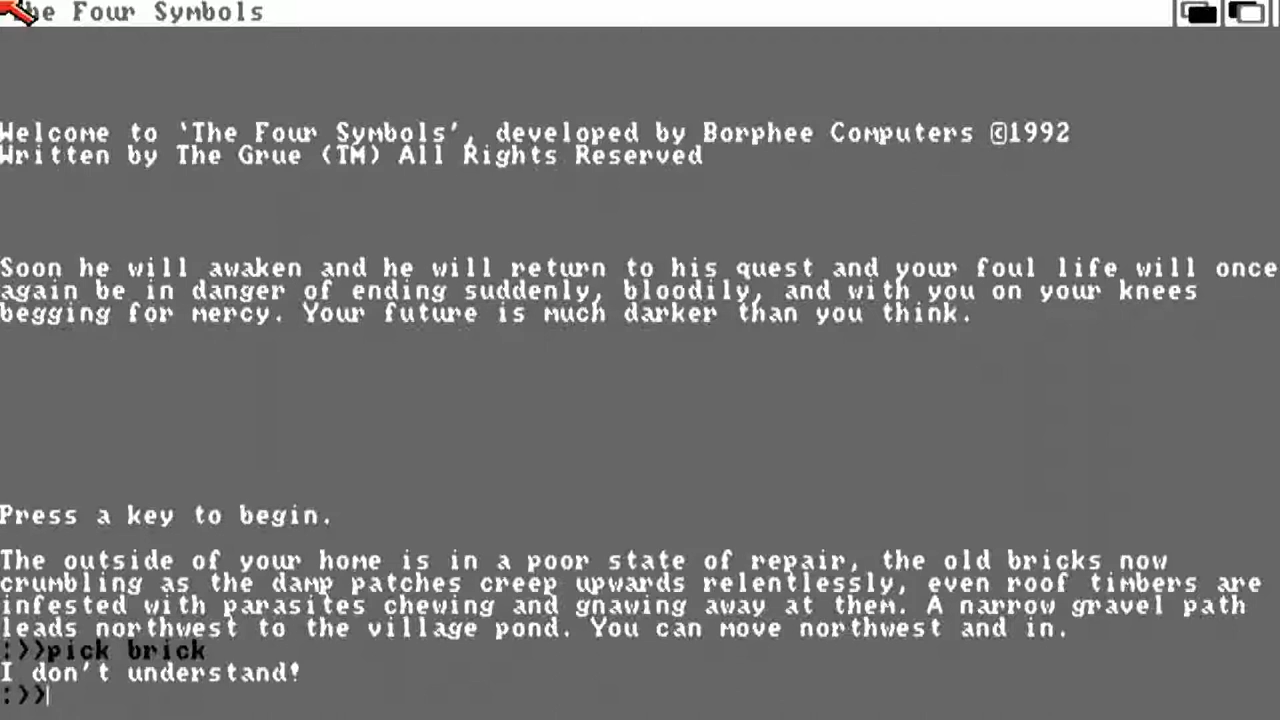 The Four Symbols
Welcome to `The Four Symbols', developed by Borphee Computers ©1992
Written by The Grue (TM) All Rights Reserved
Soon he will awaken and he will return to his quest and your foul life will once
again be in danger of ending suddenly, bloodily, and with you on your knees
begging for mercy. Your future is much darker than you think.
Press a key to begin.
The outside of your home is in a poor state of repair, the old bricks now
crumbling as the damp patches creep upwards relentlessly, even roof timbers are
infested with parasites chewing and gnawing away at them. A narrow gravel path
leads northwest to the village pond. You can move northwest and in.
:>>pick brick
I don't understand!
:>>